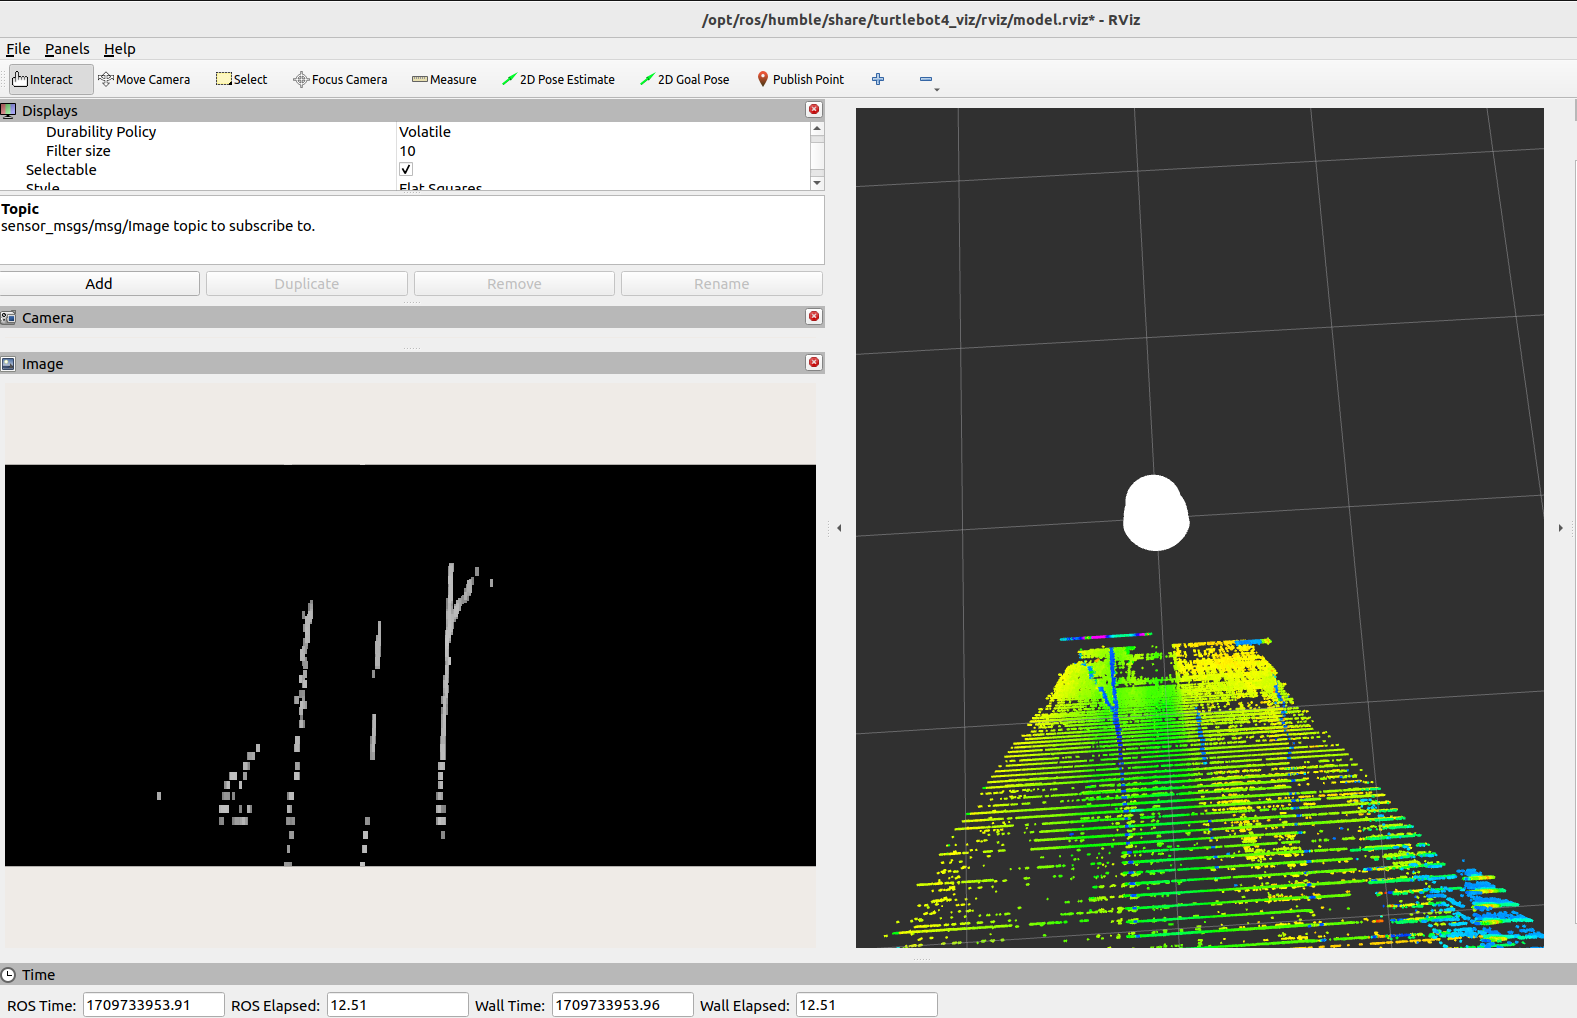 /opt/ros/humble/share/turtlebot4_viz/rviz/model.rviz* - RViz
File Panels Help
Interact Move Camera Select Focus Camera Measure 2D Pose Estimate 2D Goal Pose Publish Point
Displays
Durability Policy Volatile
Filter size 10
Selectable
Style Flat Squares
Topic
sensor_msgs/msg/Image topic to subscribe to.
Add Duplicate Remove Rename
Camera
Image
Time
ROS Time: 1709733953.91 ROS Elapsed: 12.51 Wall Time: 1709733953.96 Wall Elapsed: 12.51